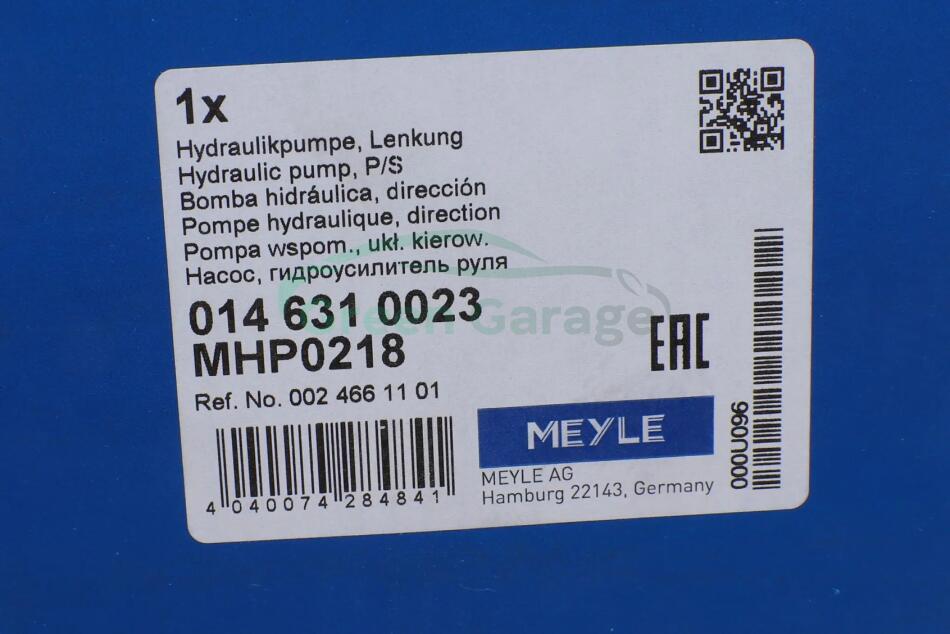 1x
Hydraulikpumpe, Lenkung
Hydraulic pump, P/S
Bomba hidráulica, dirección
Pompe hydraulique, direction
Pompa wspom., ukł. kierow.
Насос, гидроусилитель руля
014 631 0023
Green Garage
MHP0218
EAC
Ref. No. 002 466 11 01
MEYLE
MEYLE AG
Hamburg 22143, Germany
4 040074 284841
000U096